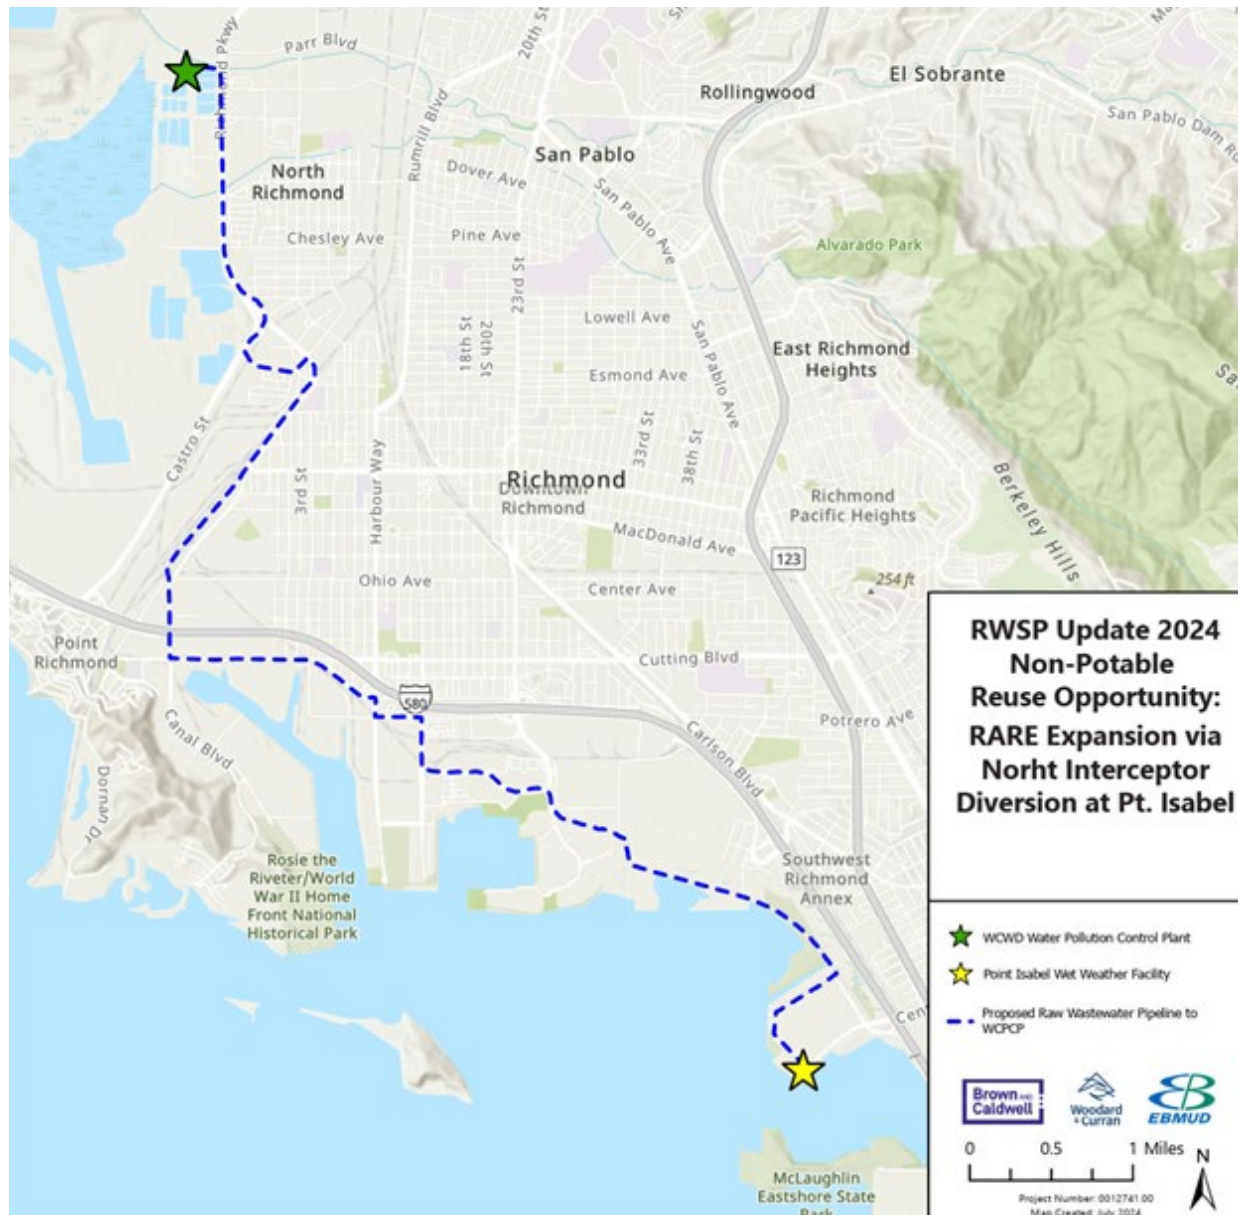 Parr Blvd
Richmond Pkwy
20th St
Rumrill Blvd
Rollingwood
El Sobrante
San Pablo Dam
North
Richmond
San Pablo
Dover Ave
San Pablo Ave
Chesley Ave
Pine Ave
23rd St
Alvarado Park
Lowell Ave
18th St
20th St
San Pablo Ave
East Richmond
Heights
Esmond Ave
Castro St
3rd St
Harbour Way
33rd St
38th St
Richmond
Downtown
Richmond
MacDonald Ave
Richmond
Pacific Heights
Berkeley Hills
123
Ohio Ave
Center Ave
254 ft
Point
Richmond
Cutting Blvd
580
Canal Blvd
Dornan Dr
Carlson Blvd
Potrero Ave
Rosie the
Riveter/World
War II Home
Front National
Historical Park
Southwest
Richmond
Annex
Cen
McLaughlin
Eastshore State
Park
RWSP Update 2024
Non-Potable
Reuse Opportunity:
RARE Expansion via
Norht Interceptor
Diversion at Pt. Isabel
WCWD Water Pollution Control Plant
Point Isabel Wet Weather Facility
Proposed Raw Wastewater Pipeline to
WCPCP
Brown AND
Caldwell
Woodard
& Curran
EBMUD
0 0.5 1 Miles
N
Project Number: 0012741.00
Map Created: July 2024